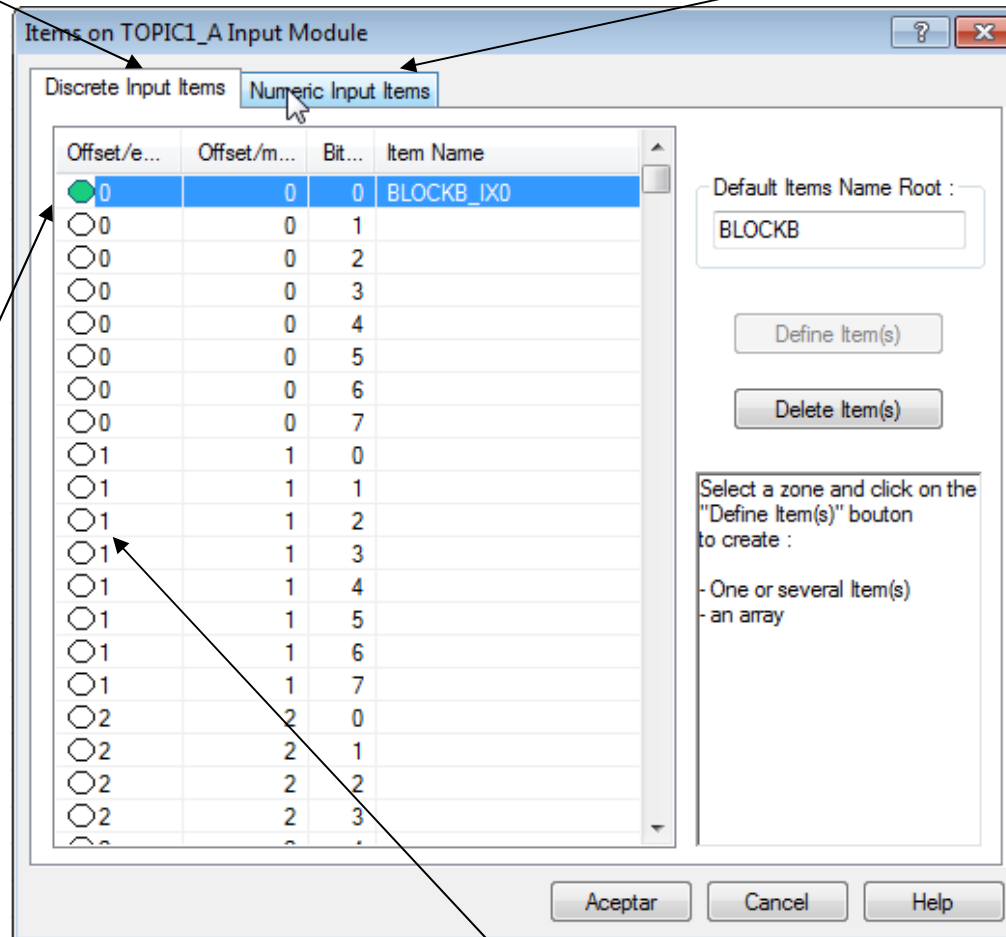 Items on TOPIC1_A Input Module
Discrete Input Items Numeric Input Items
Offset/e... Offset/m... Bit... Item Name
0 0 0 BLOCKB_IX0
0 0 1
0 0 2
0 0 3
0 0 4
0 0 5
0 0 6
0 0 7
1 1 0
1 1 1
1 1 2
1 1 3
1 1 4
1 1 5
1 1 6
1 1 7
2 2 0
2 2 1
2 2 2
2 2 3
Default Items Name Root :
BLOCKB
Define Item(s)
Delete Item(s)
Select a zone and click on the
"Define Item(s)" bouton
to create :
- One or several Item(s)
- an array
Aceptar Cancel Help